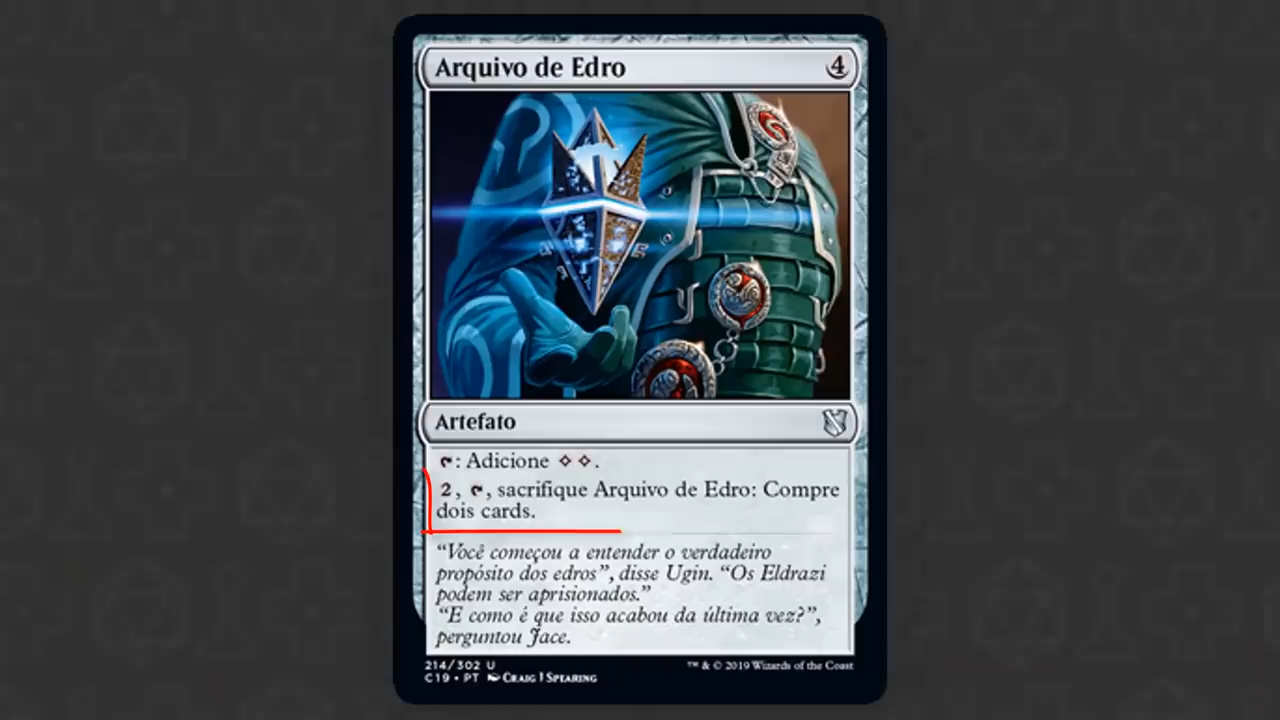 Arquivo de Edro 4
Artefato
: Adicione .
2, , sacrifique Arquivo de Edro: Compre
dois cards.
“Você começou a entender o verdadeiro
propósito dos edros”, disse Ugin. “Os Eldrazi
podem ser aprisionados.”
“E como é que isso acabou da última vez?”,
perguntou Jace.
214/302 U
™ & © 2019 Wizards of the Coast
C19 • PT Craig J Spearing